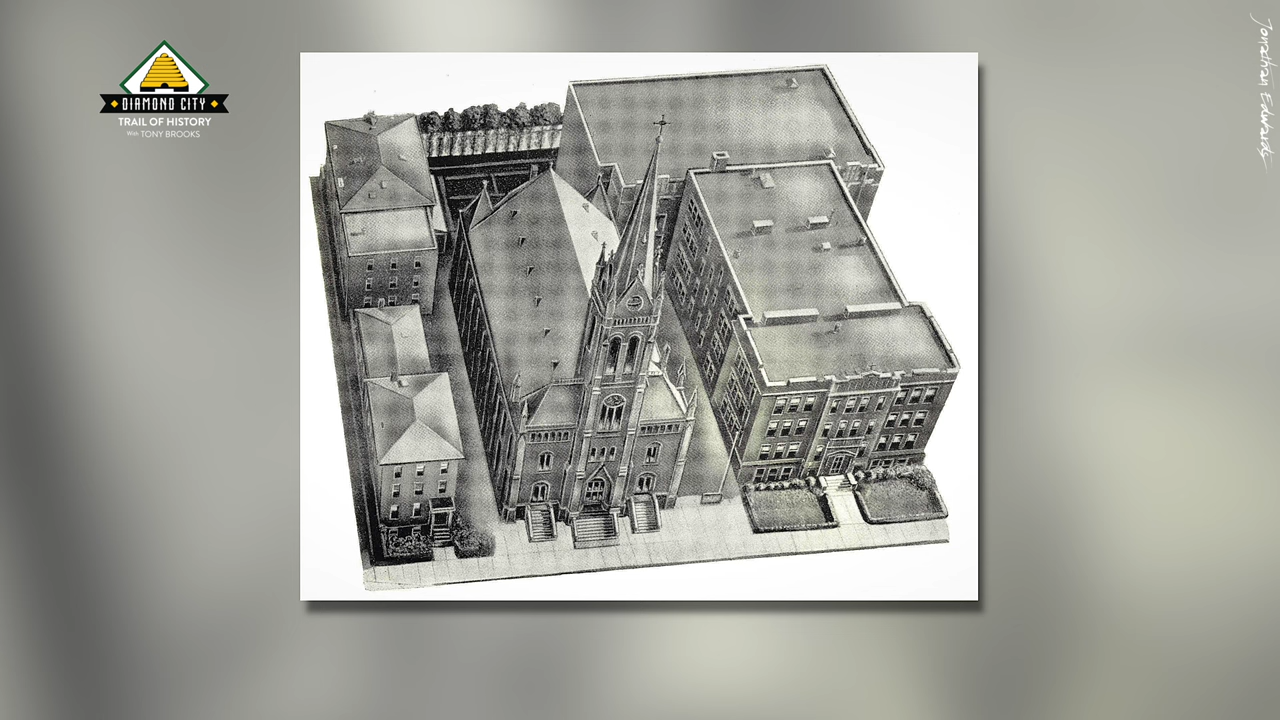 DIAMOND CITY
TRAIL OF HISTORY
With TONY BROOKS
Jonathan Edwards